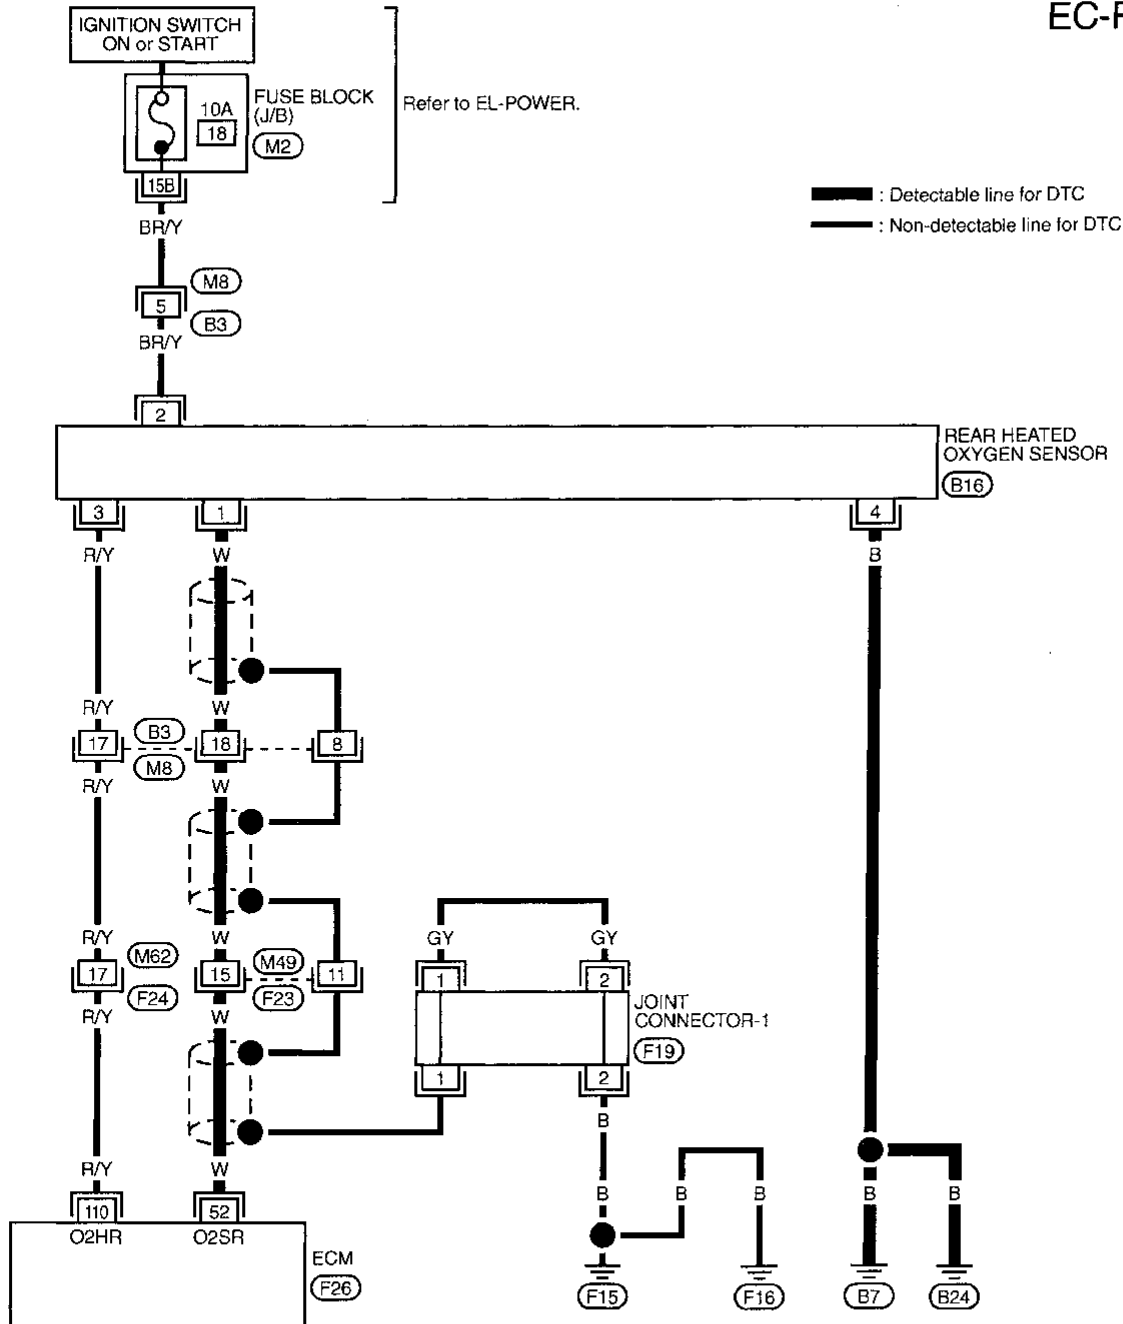 EC-F
IGNITION SWITCH
ON or START
FUSE BLOCK
(J/B)
10A
18
M2
Refer to EL-POWER.
15B
: Detectable line for DTC
: Non-detectable line for DTC
BR/Y
M8
5
B3
BR/Y
2
REAR HEATED
OXYGEN SENSOR
B16
3 1 4
R/Y W B
R/Y W
17 B3 18 8
M8
R/Y W
R/Y W GY GY
M62 M49
17 15 11 1 2
F24 F23
R/Y W
JOINT
CONNECTOR-1
F19
1 2
B
R/Y W B B B B B
110 52
O2HR O2SR
ECM
F26
F15 F16 B7 B24